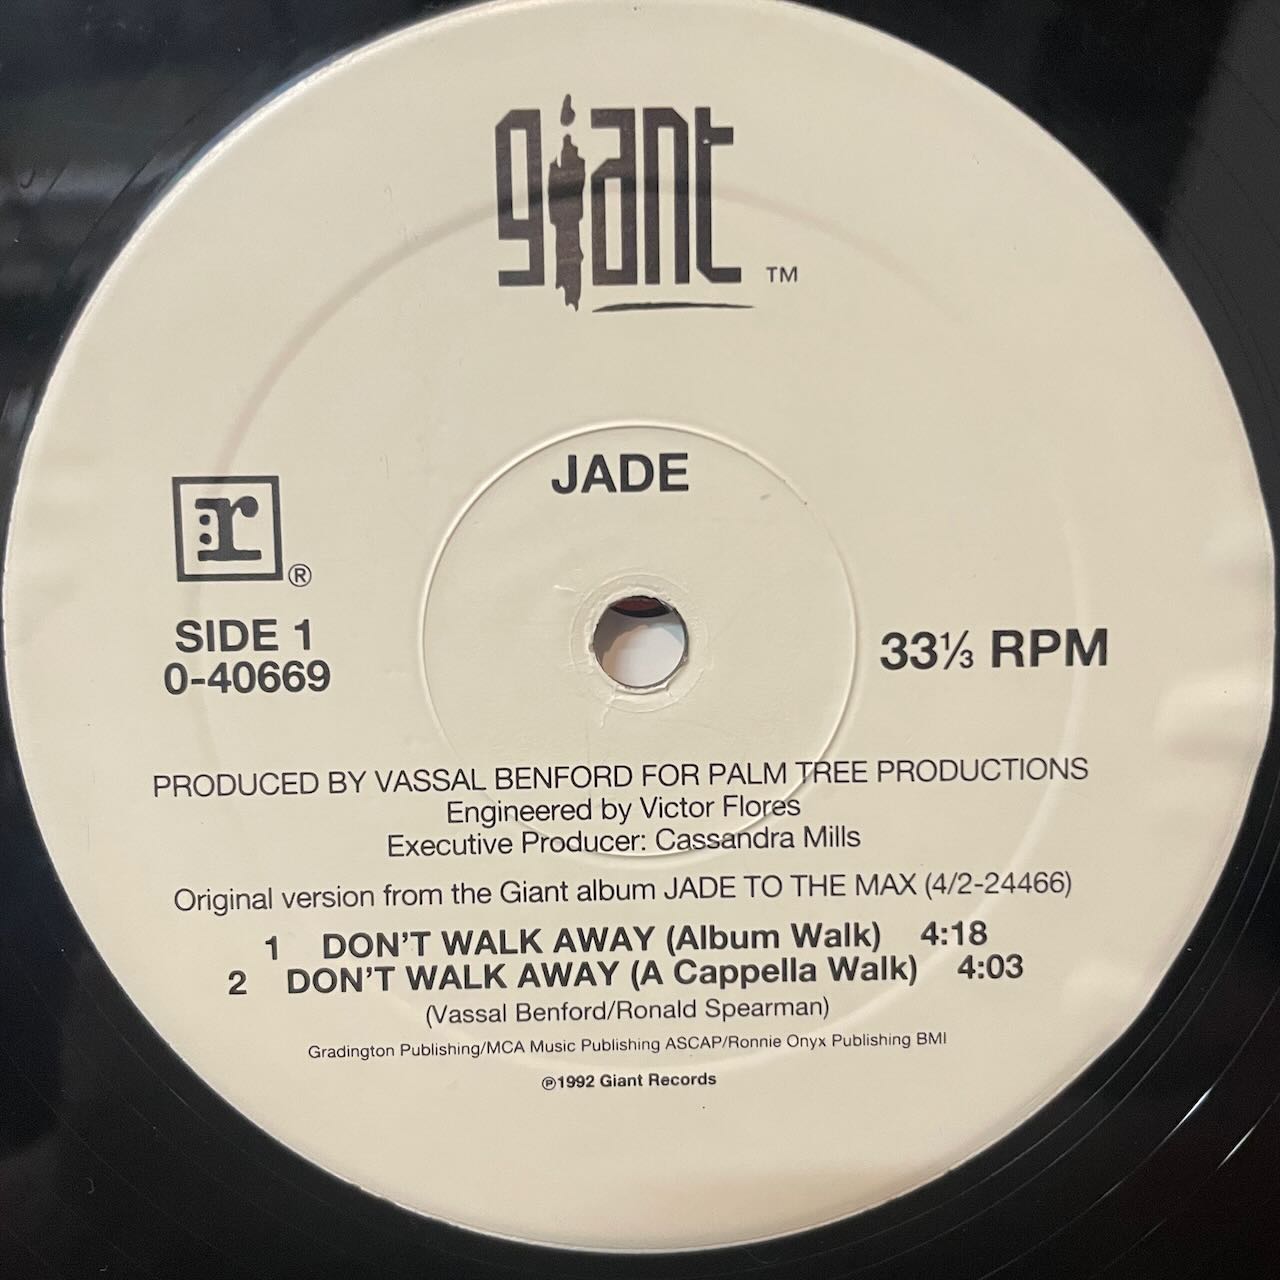 giant TM
JADE
r ®
SIDE 1
0-40669
33⅓ RPM
PRODUCED BY VASSAL BENFORD FOR PALM TREE PRODUCTIONS
Engineered by Victor Flores
Executive Producer: Cassandra Mills
Original version from the Giant album JADE TO THE MAX (4/2-24466)
1 DON'T WALK AWAY (Album Walk) 4:18
2 DON'T WALK AWAY (A Cappella Walk) 4:03
(Vassal Benford/Ronald Spearman)
Gradington Publishing/MCA Music Publishing ASCAP/Ronnie Onyx Publishing BMI
℗1992 Giant Records